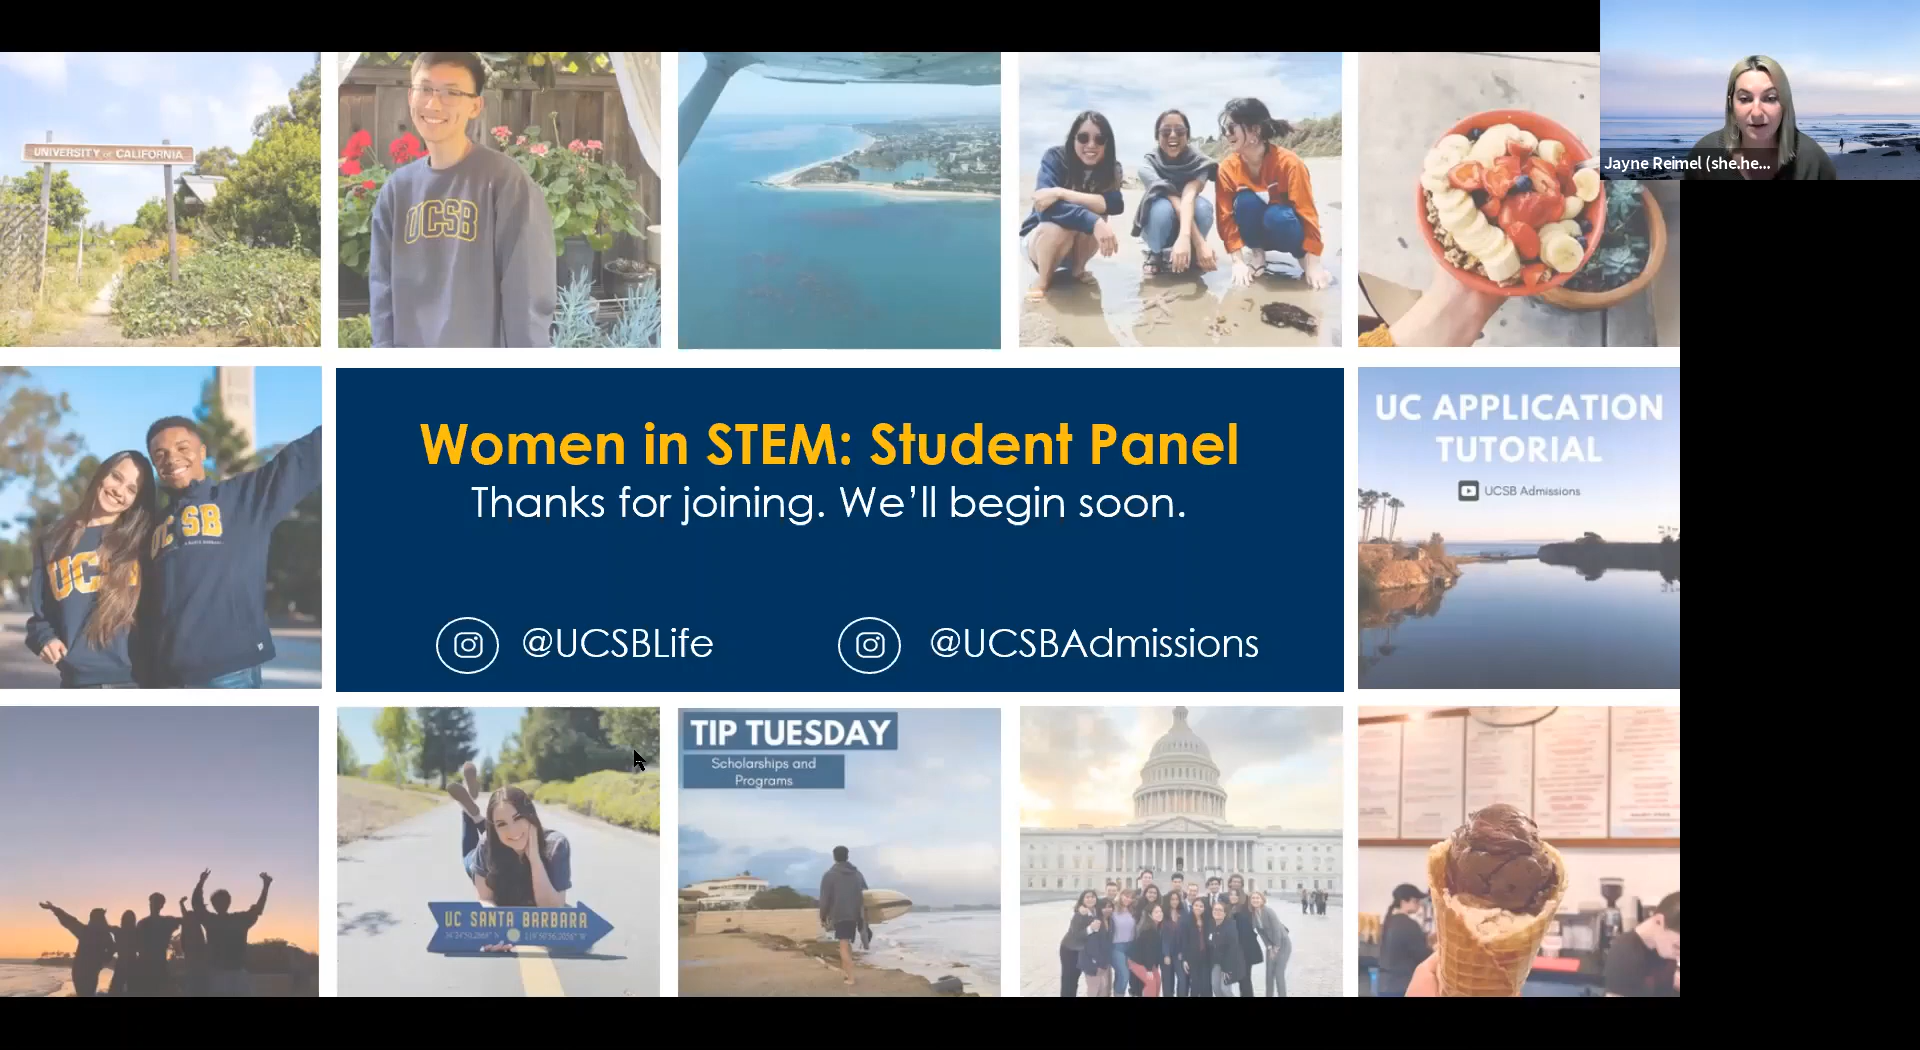 UNIVERSITY of CALIFORNIA
UCSB
Jayne Reimel (she.he...
UC
UCSB
Women in STEM: Student Panel
Thanks for joining. We’ll begin soon.
@UCSBLife
@UCSBAdmissions
UC APPLICATION
TUTORIAL
UCSB Admissions
UC SANTA BARBARA
TIP TUESDAY
Scholarships and
Programs